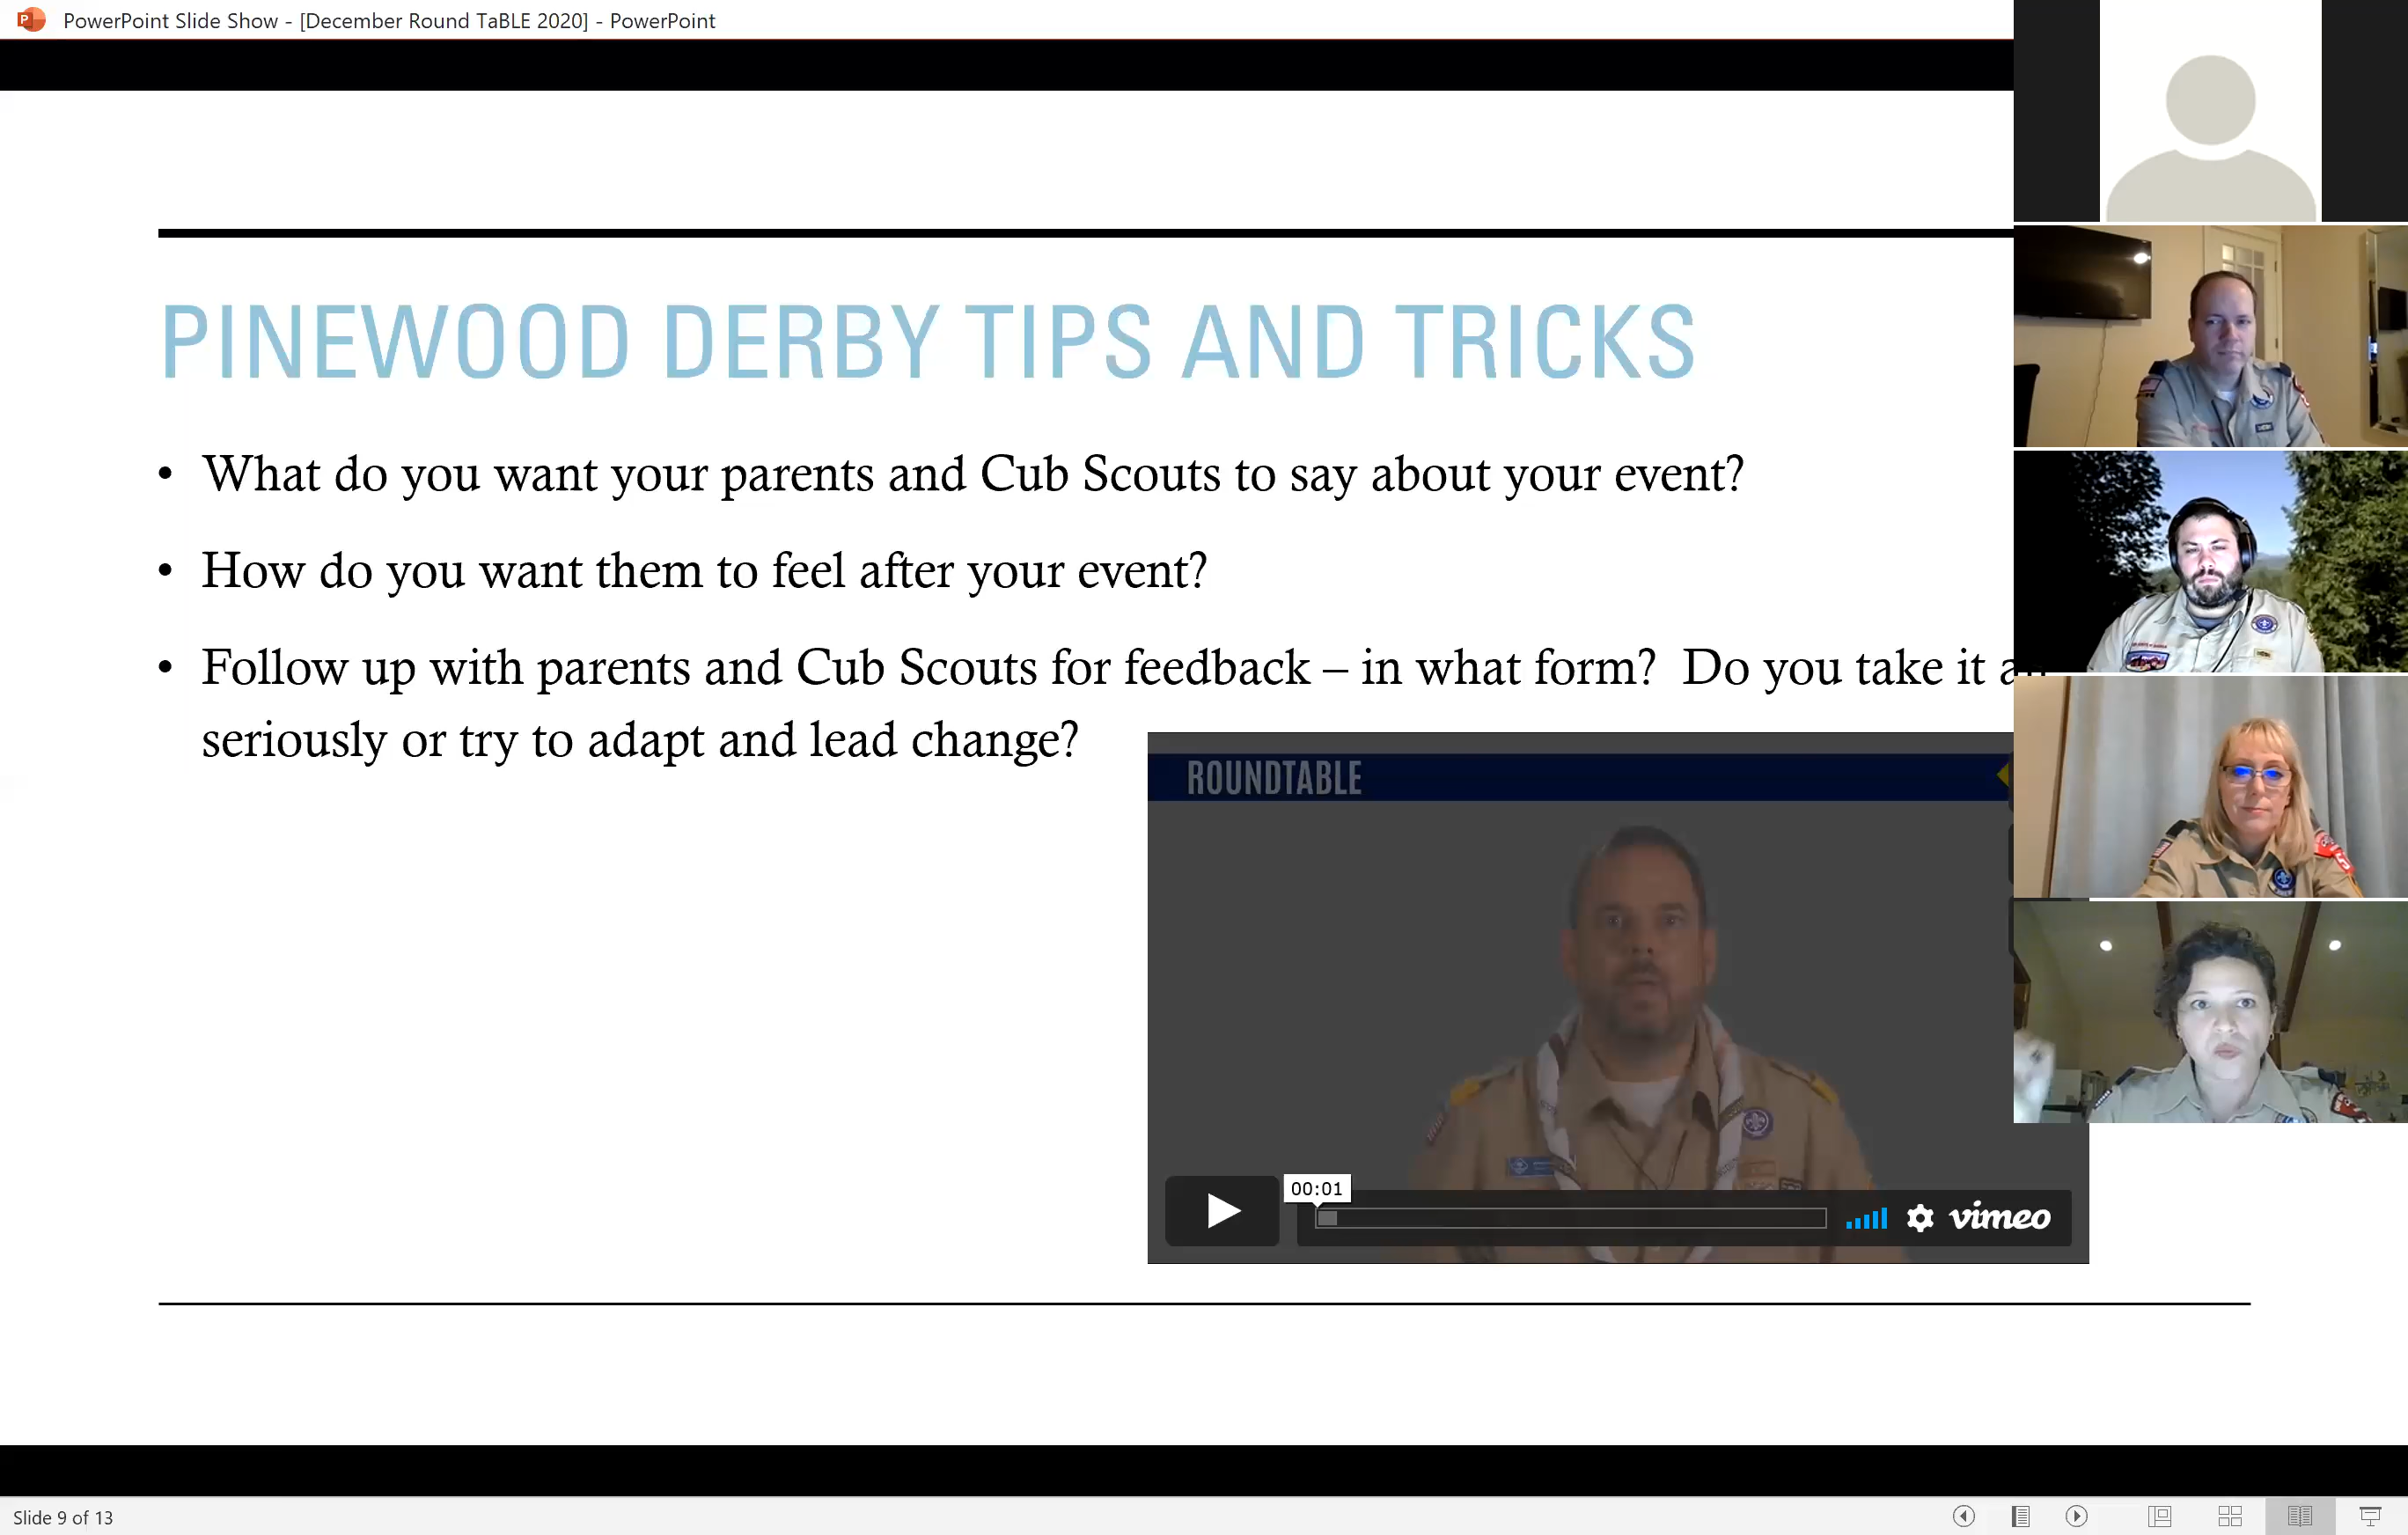 PowerPoint Slide Show - [December Round TaBLE 2020] - PowerPoint
PINEWOOD DERBY TIPS AND TRICKS
• What do you want your parents and Cub Scouts to say about your event?
• How do you want them to feel after your event?
• Follow up with parents and Cub Scouts for feedback – in what form? Do you take it
seriously or try to adapt and lead change?
ROUNDTABLE
00:01
vimeo
Slide 9 of 13